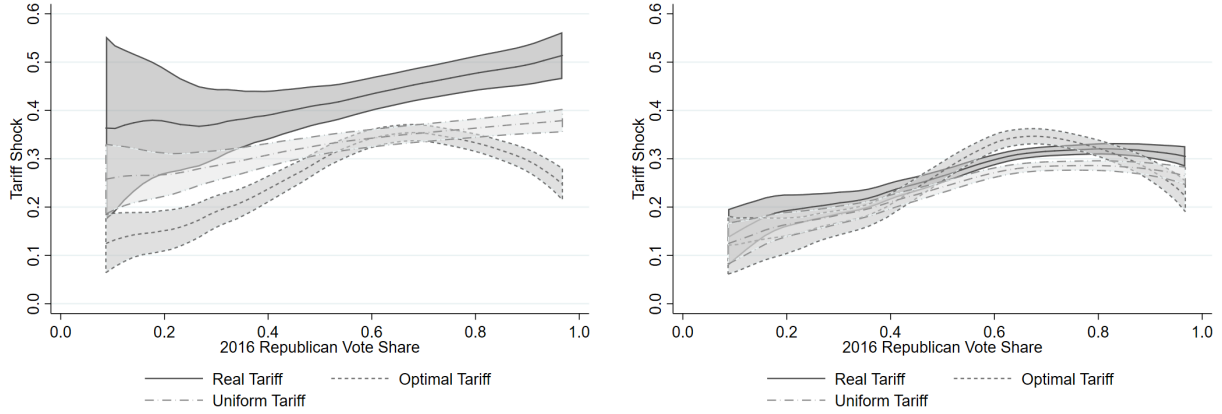 0.6
0.5
0.4
0.3
0.2
0.1
0.0
Tariff Shock
0.0 0.2 0.4 0.6 0.8 1.0
2016 Republican Vote Share
Real Tariff Optimal Tariff
Uniform Tariff
0.6
0.5
0.4
0.3
0.2
0.1
0.0
Tariff Shock
0.0 0.2 0.4 0.6 0.8 1.0
2016 Republican Vote Share
Real Tariff Optimal Tariff
Uniform Tariff